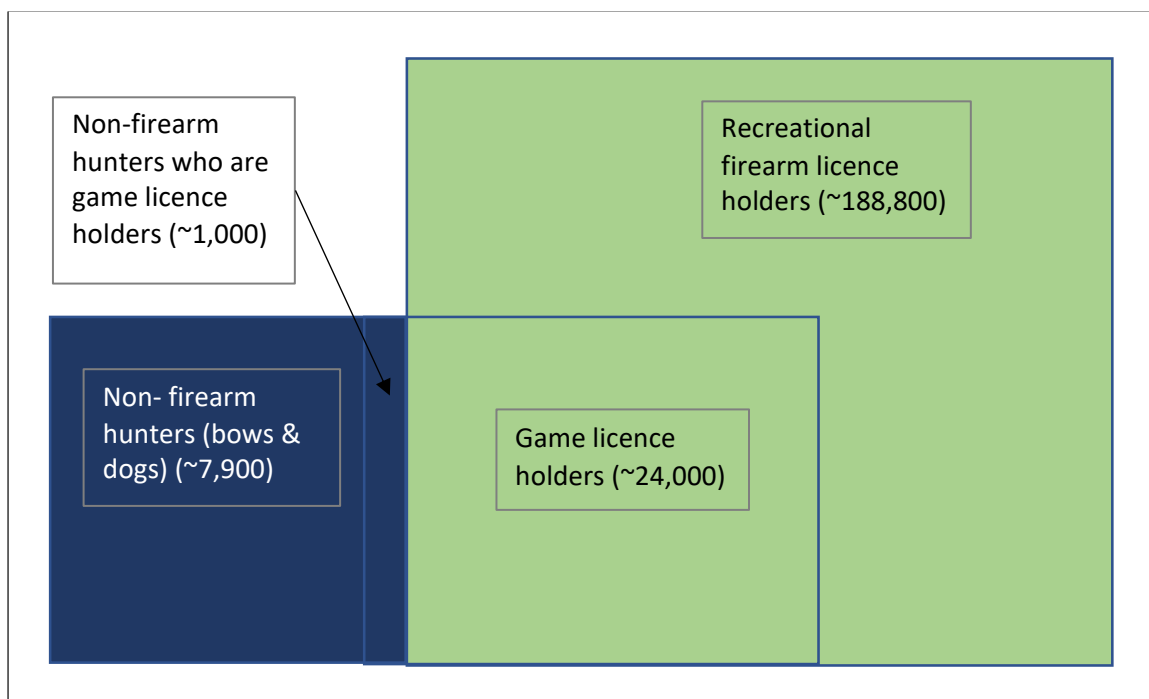 Non-firearm
hunters who are
game licence
holders (~1,000)
Recreational
firearm licence
holders (~188,800)
Non- firearm
hunters (bows &
dogs) (~7,900)
Game licence
holders (~24,000)